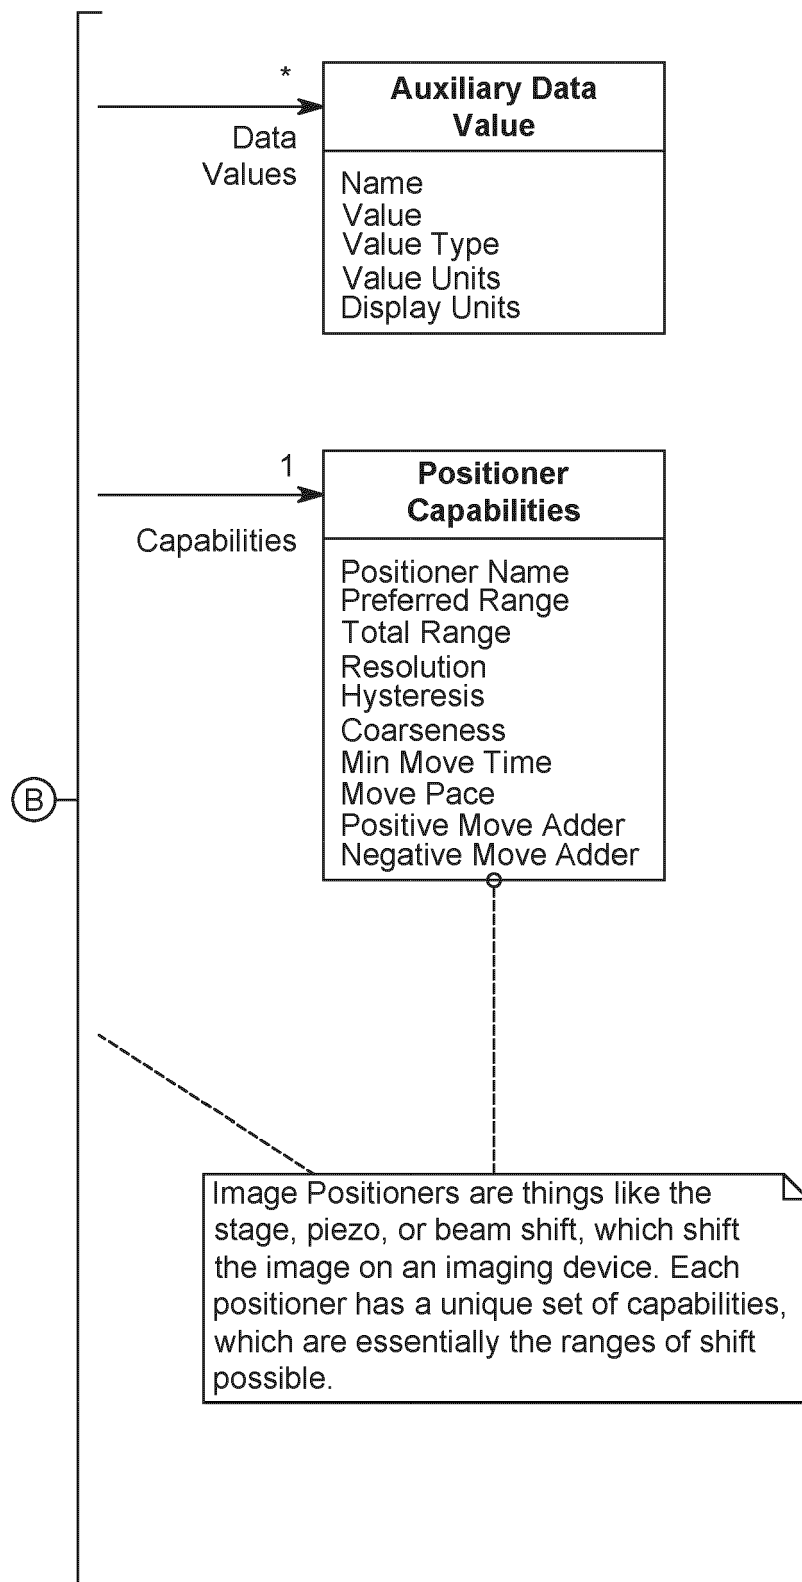 *
Data
Values
Auxiliary Data
Value
Name
Value
Value Type
Value Units
Display Units
1
Capabilities
Positioner
Capabilities
Positioner Name
Preferred Range
Total Range
Resolution
Hysteresis
Coarseness
Min Move Time
Move Pace
Positive Move Adder
Negative Move Adder
B
Image Positioners are things like the
stage, piezo, or beam shift, which shift
the image on an imaging device. Each
positioner has a unique set of capabilities,
which are essentially the ranges of shift
possible.